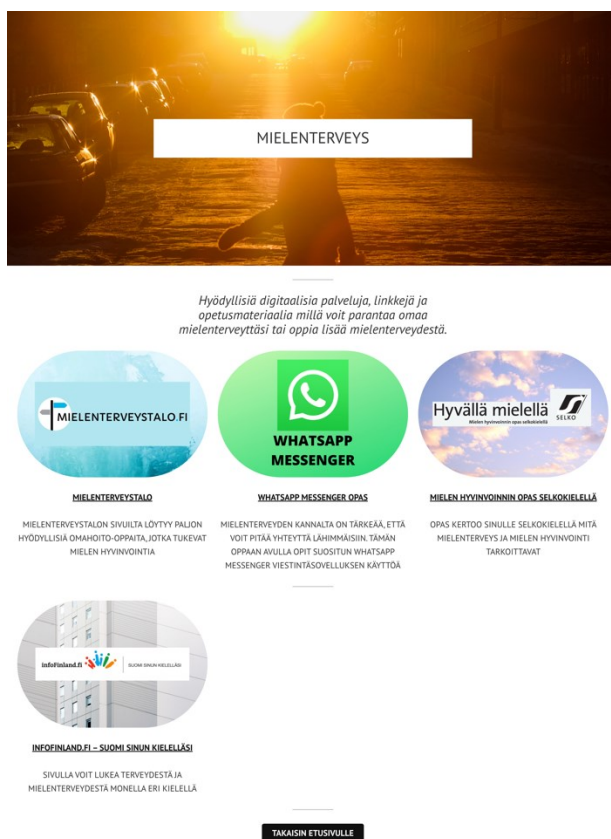 MIELENTERVEYS
Hyödyllisiä digitaalisia palveluja, linkkejä ja
opetusmateriaalia millä voit parantaa omaa
mielenterveyttäsi tai oppia lisää mielenterveydestä.
MIELENTERVEYSTALO.FI
MIELENTERVEYSTALO
MIELENTERVEYSTALON SIVUILTA LÖYTYY PALJON
HYÖDYLLISIÄ OMAHOITO-OPPAITA, JOTKA TUKEVAT
MIELEN HYVINVOINTIA
WHATSAPP
MESSENGER
WHATSAPP MESSENGER OPAS
MIELENTERVEYDEN KANNALTA ON TÄRKEÄÄ, ETTÄ
VOIT PITÄÄ YHTEYTTÄ LÄHIMMÄISIIN. TÄMÄN
OPPAAN AVULLA OPIT SUOSITUN WHATSAPP
MESSENGER VIESTINTÄSOVELLUKSEN KÄYTTÖÄ
Hyvällä mielellä
SELKO
Mielen hyvinvoinnin opas selkokielellä
MIELEN HYVINVOINNIN OPAS SELKOKIELELLÄ
OPAS KERTOO SINULLE SELKOKIELELLÄ MITÄ
MIELENTERVEYS JA MIELEN HYVINVOINTI
TARKOITTAVAT
infoFinland.fi
SUOMI SINUN KIELELLÄSI
INFOFINLAND.FI – SUOMI SINUN KIELELLÄSI
SIVULLA VOIT LUKEA TERVEYDESTÄ JA
MIELENTERVEYDESTÄ MONELLA ERI KIELELLÄ
TAKAISIN ETUSIVULLE